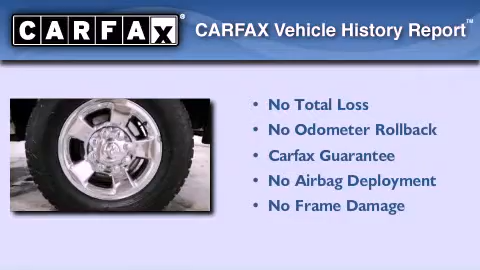 CARFAX® CARFAX Vehicle History Report™
• No Total Loss
• No Odometer Rollback
• Carfax Guarantee
• No Airbag Deployment
• No Frame Damage